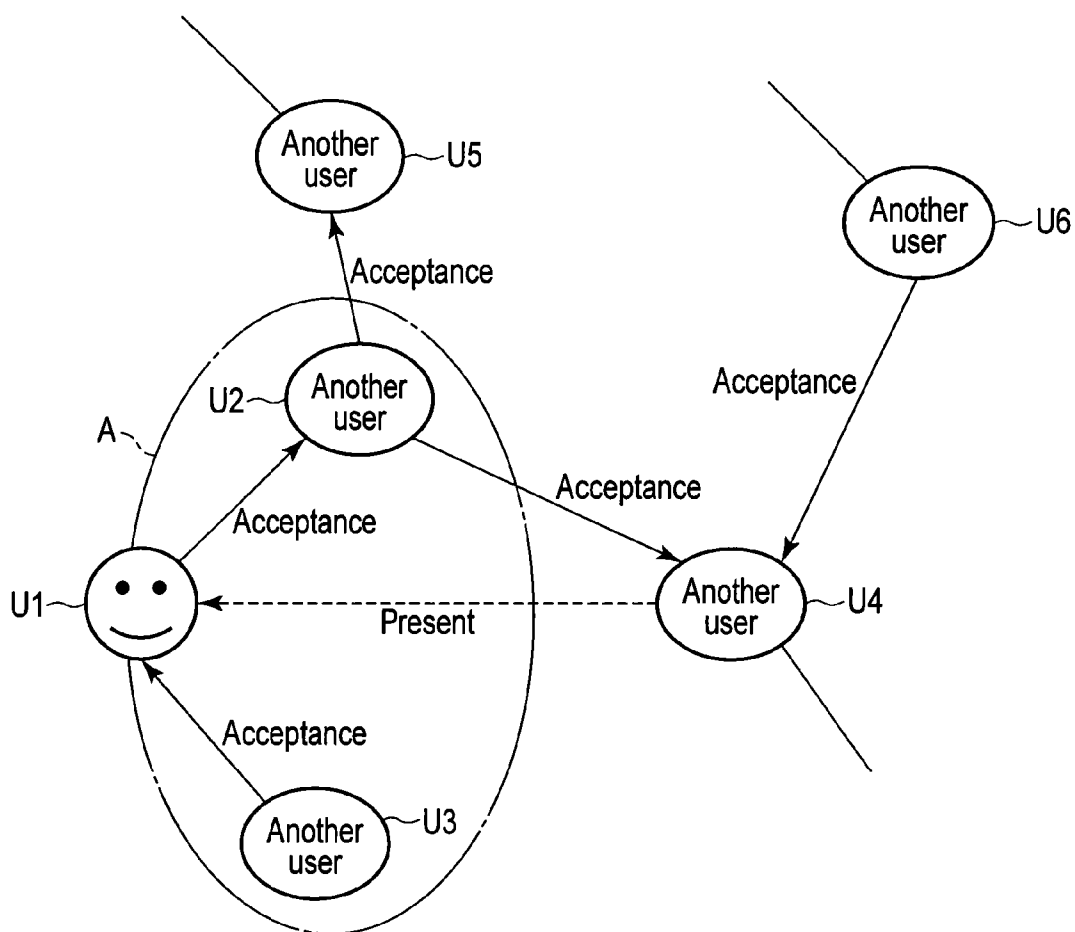 Another
user
U5
Another
user
U6
Acceptance
Acceptance
U2
Another
user
A
Acceptance
Acceptance
U1
Present
Another
user
U4
Acceptance
Another
user
U3